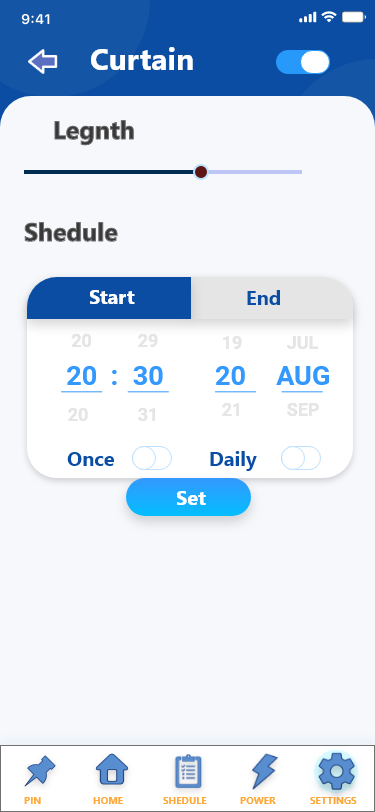 9:41
Curtain
Legnth
Shedule
Start End
20 29 19 JUL
20 : 30 20 AUG
20 31 21 SEP
Once Daily
Set
PIN HOME SHEDULE POWER SETTINGS